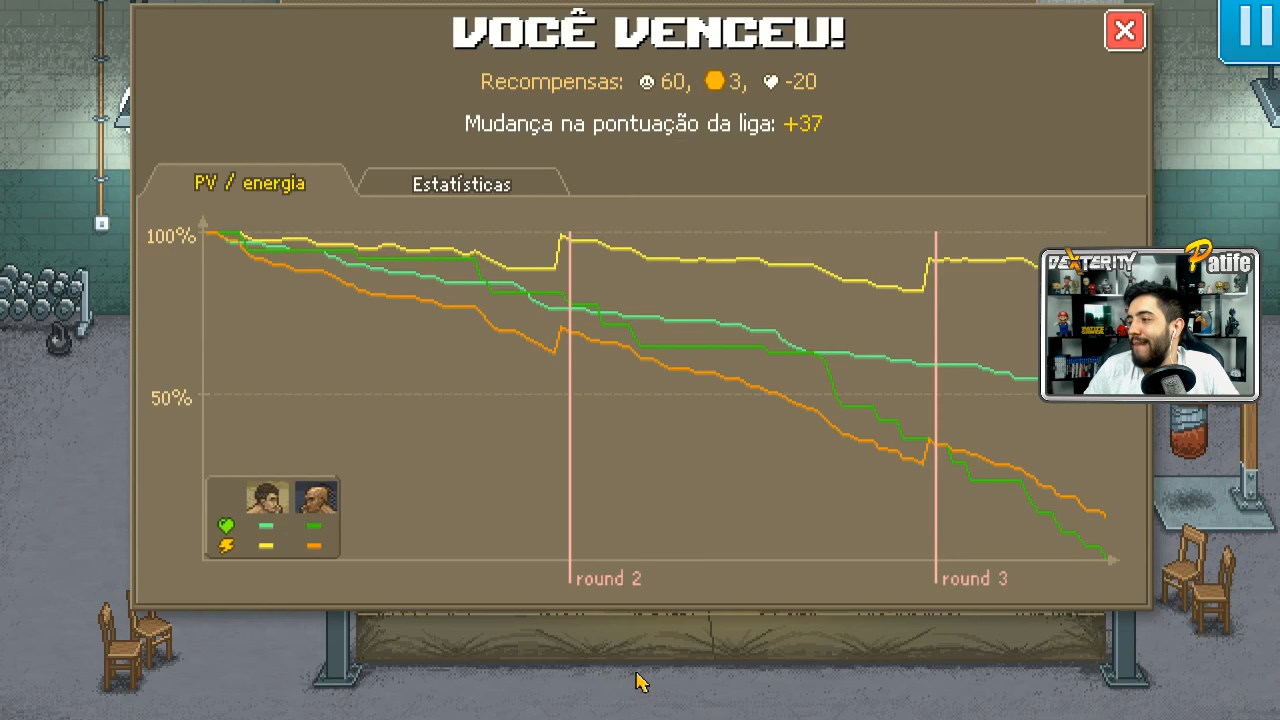 VOCÊ VENCEU!
Recompensas: 60, 3, -20
Mudança na pontuação da liga: +37
PV / energia
Estatísticas
100%
50%
DEXTERITY
Patife
round 2
round 3